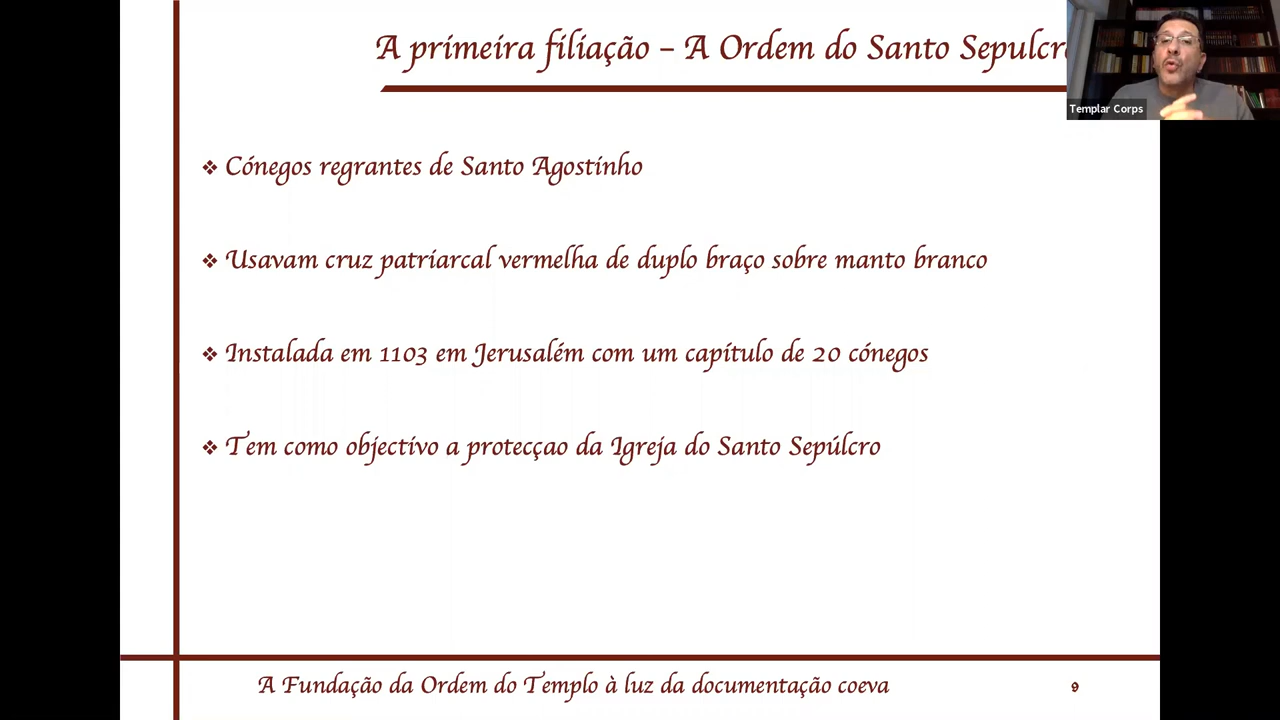 A primeira filiação – A Ordem do Santo Sepulcro
Templar Corps
❖ Cónegos regrantes de Santo Agostinho
❖ Usavam cruz patriarcal vermelha de duplo braço sobre manto branco
❖ Instalada em 1103 em Jerusalém com um capítulo de 20 cónegos
❖ Tem como objectivo a protecçao da Igreja do Santo Sepúlcro
A Fundação da Ordem do Templo à luz da documentação coeva
9